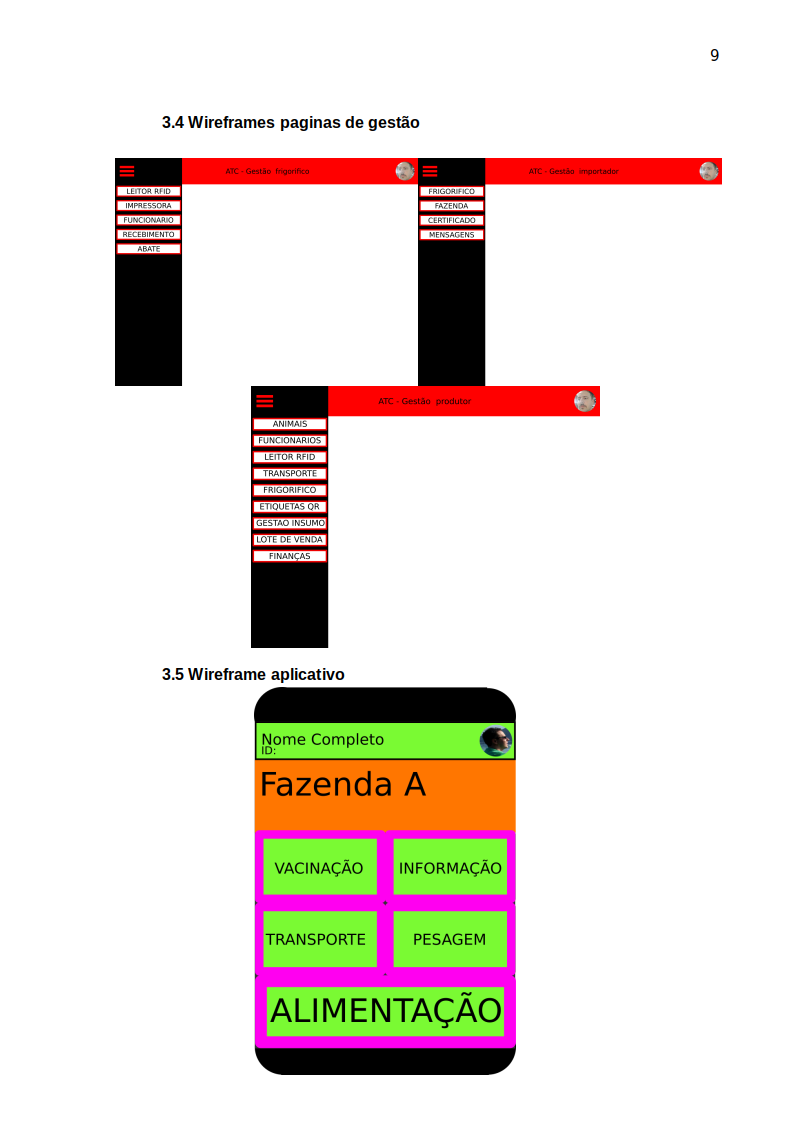 9
3.4 Wireframes paginas de gestão
ATC - Gestão frigorifico
LEITOR RFID
IMPRESSORA
FUNCIONARIO
RECEBIMENTO
ABATE
ATC - Gestão importador
FRIGORIFICO
FAZENDA
CERTIFICADO
MENSAGENS
ATC - Gestão produtor
ANIMAIS
FUNCIONARIOS
LEITOR RFID
TRANSPORTE
FRIGORIFICO
ETIQUETAS QR
GESTAO INSUMO
LOTE DE VENDA
FINANÇAS
3.5 Wireframe aplicativo
Nome Completo
ID:
Fazenda A
VACINAÇÃO
INFORMAÇÃO
TRANSPORTE
PESAGEM
ALIMENTAÇÃO